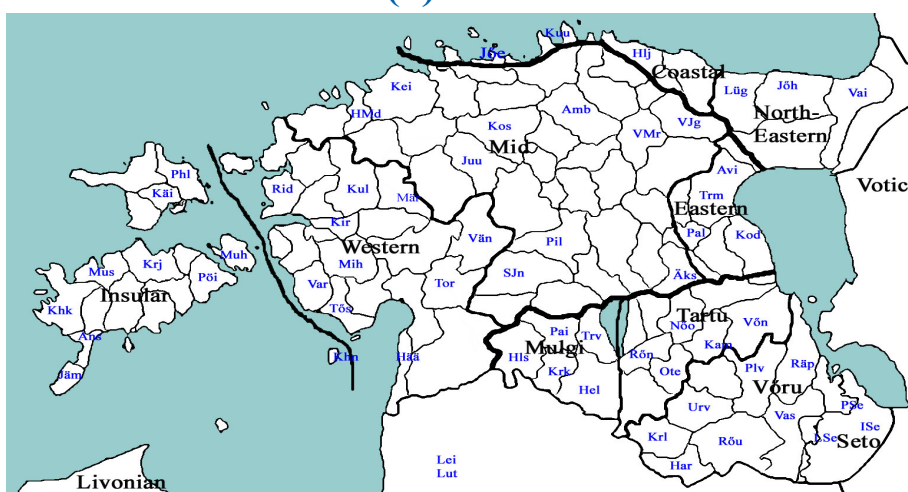 Kuu
Jõe
Hlj
Coastal
Kei
Lüg
Jõh
Vai
HMd
Amb
North-
Eastern
Kos
VMr
VJg
Mid
Phl
Juu
Avi
Votic
Käi
Rid
Kul
Mär
Trm
Eastern
Kir
Western
Vän
Pal
Kod
Muh
Pil
Mus
Krj
Pöi
Mih
SJn
Äks
Insular
Var
Tor
Khk
Tõs
Tartu
Ans
Nõo
Võn
Pai
Trv
Mulgi
Kam
Khn
Hää
Hls
Rõn
Jäm
Krk
Ote
Plv
Räp
Hel
Võru
Urv
PSe
Vas
ISe
Krl
Rõu
LSe
Seto
Lei
Lut
Har
Livonian